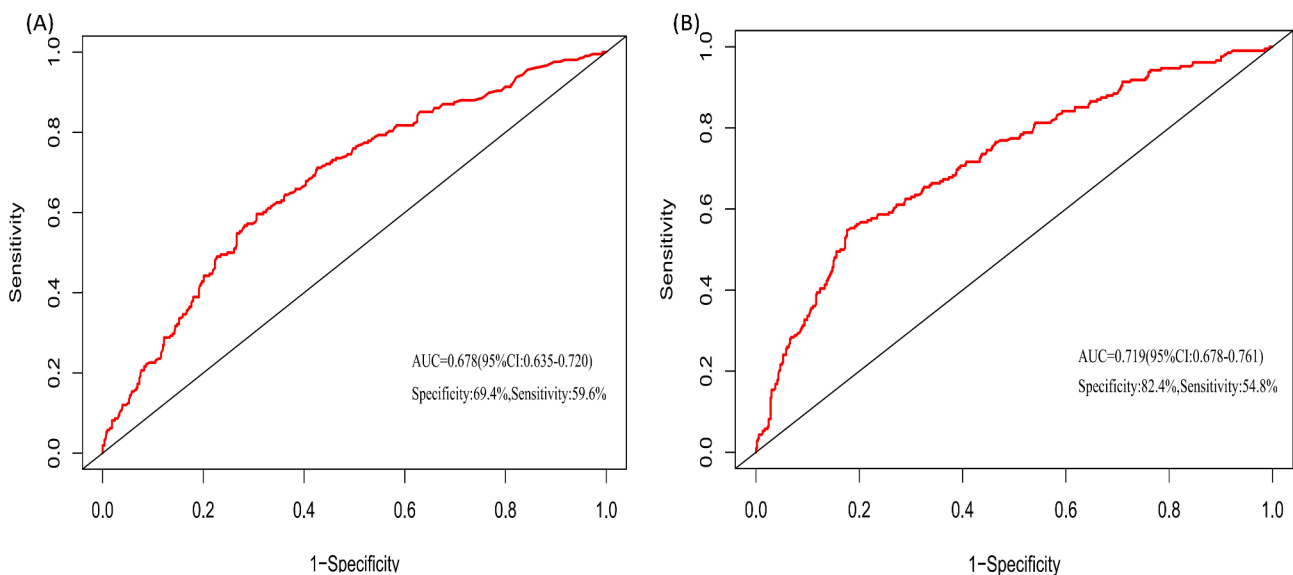 (A)
Sensitivity
1.0
0.8
0.6
0.4
0.2
0.0
AUC=0.678(95%CI:0.635-0.720)
Specificity:69.4%,Sensitivity:59.6%
0.0 0.2 0.4 0.6 0.8 1.0
1−Specificity
(B)
Sensitivity
1.0
0.8
0.6
0.4
0.2
0.0
AUC=0.719(95%CI:0.678-0.761)
Specificity:82.4%,Sensitivity:54.8%
0.0 0.2 0.4 0.6 0.8 1.0
1−Specificity